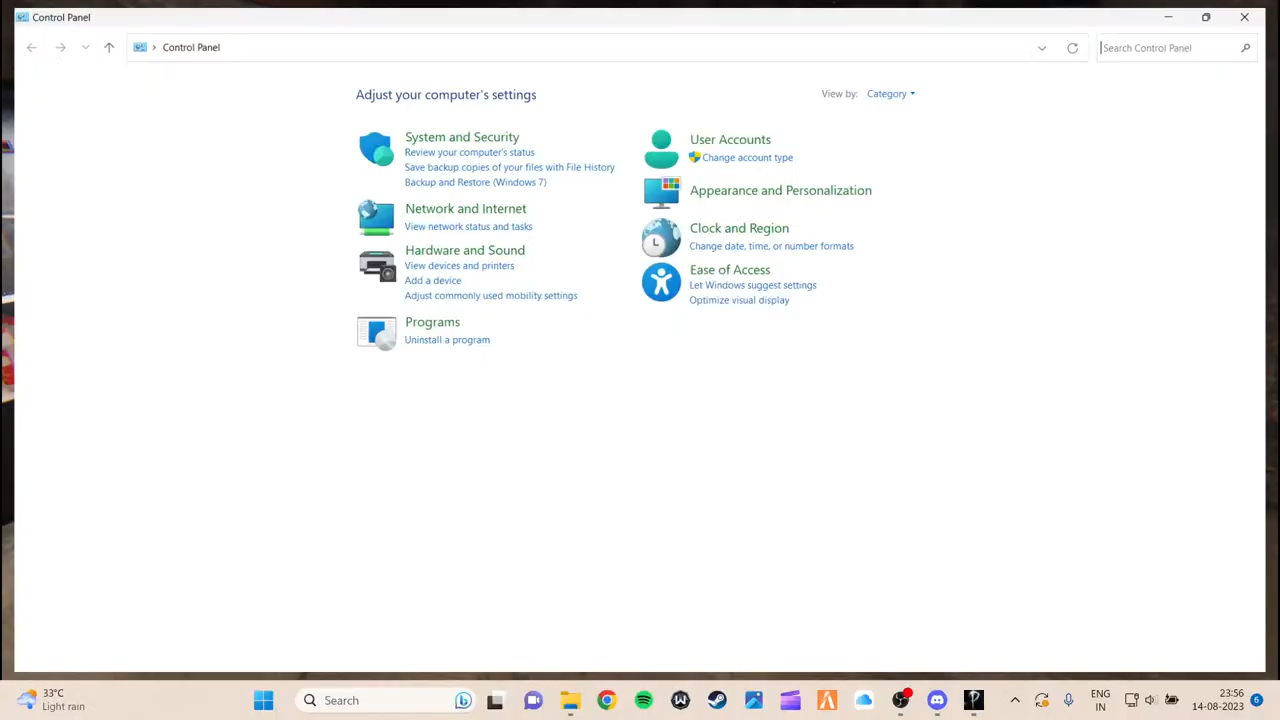 Control Panel
Control Panel
Search Control Panel
Adjust your computer's settings
View by: Category
System and Security
Review your computer's status
Save backup copies of your files with File History
Backup and Restore (Windows 7)
Network and Internet
View network status and tasks
Hardware and Sound
View devices and printers
Add a device
Adjust commonly used mobility settings
Programs
Uninstall a program
User Accounts
Change account type
Appearance and Personalization
Clock and Region
Change date, time, or number formats
Ease of Access
Let Windows suggest settings
Optimize visual display
33°C
Light rain
Search
ENG
IN
23:56
14-08-2023
6